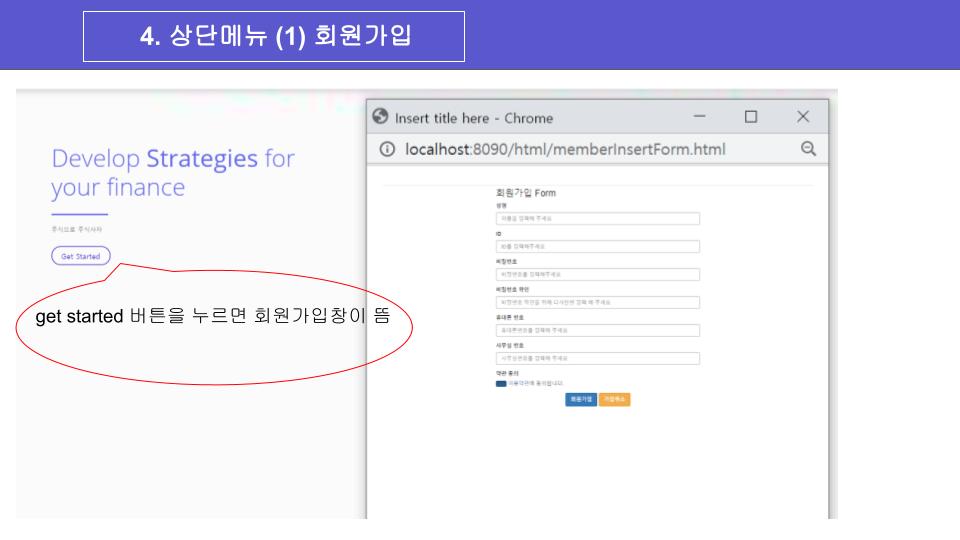 4. 상단메뉴 (1) 회원가입
Insert title here - Chrome
localhost:8090/html/memberInsertForm.html
Develop Strategies for
your finance
주식으로 주식사자
Get Started
get started 버튼을 누르면 회원가입창이 뜸
회원가입 Form
성명
이름을 입력해 주세요
ID
ID를 입력해주세요
비밀번호
비밀번호를 입력해주세요
비밀번호 확인
비밀번호 확인을 위해 다시한번 입력 해 주세요
휴대폰 번호
휴대폰번호를 입력해 주세요
사무실 번호
사무실번호를 입력해 주세요
약관 동의
이용약관에 동의합니다.
회원가입 가입취소